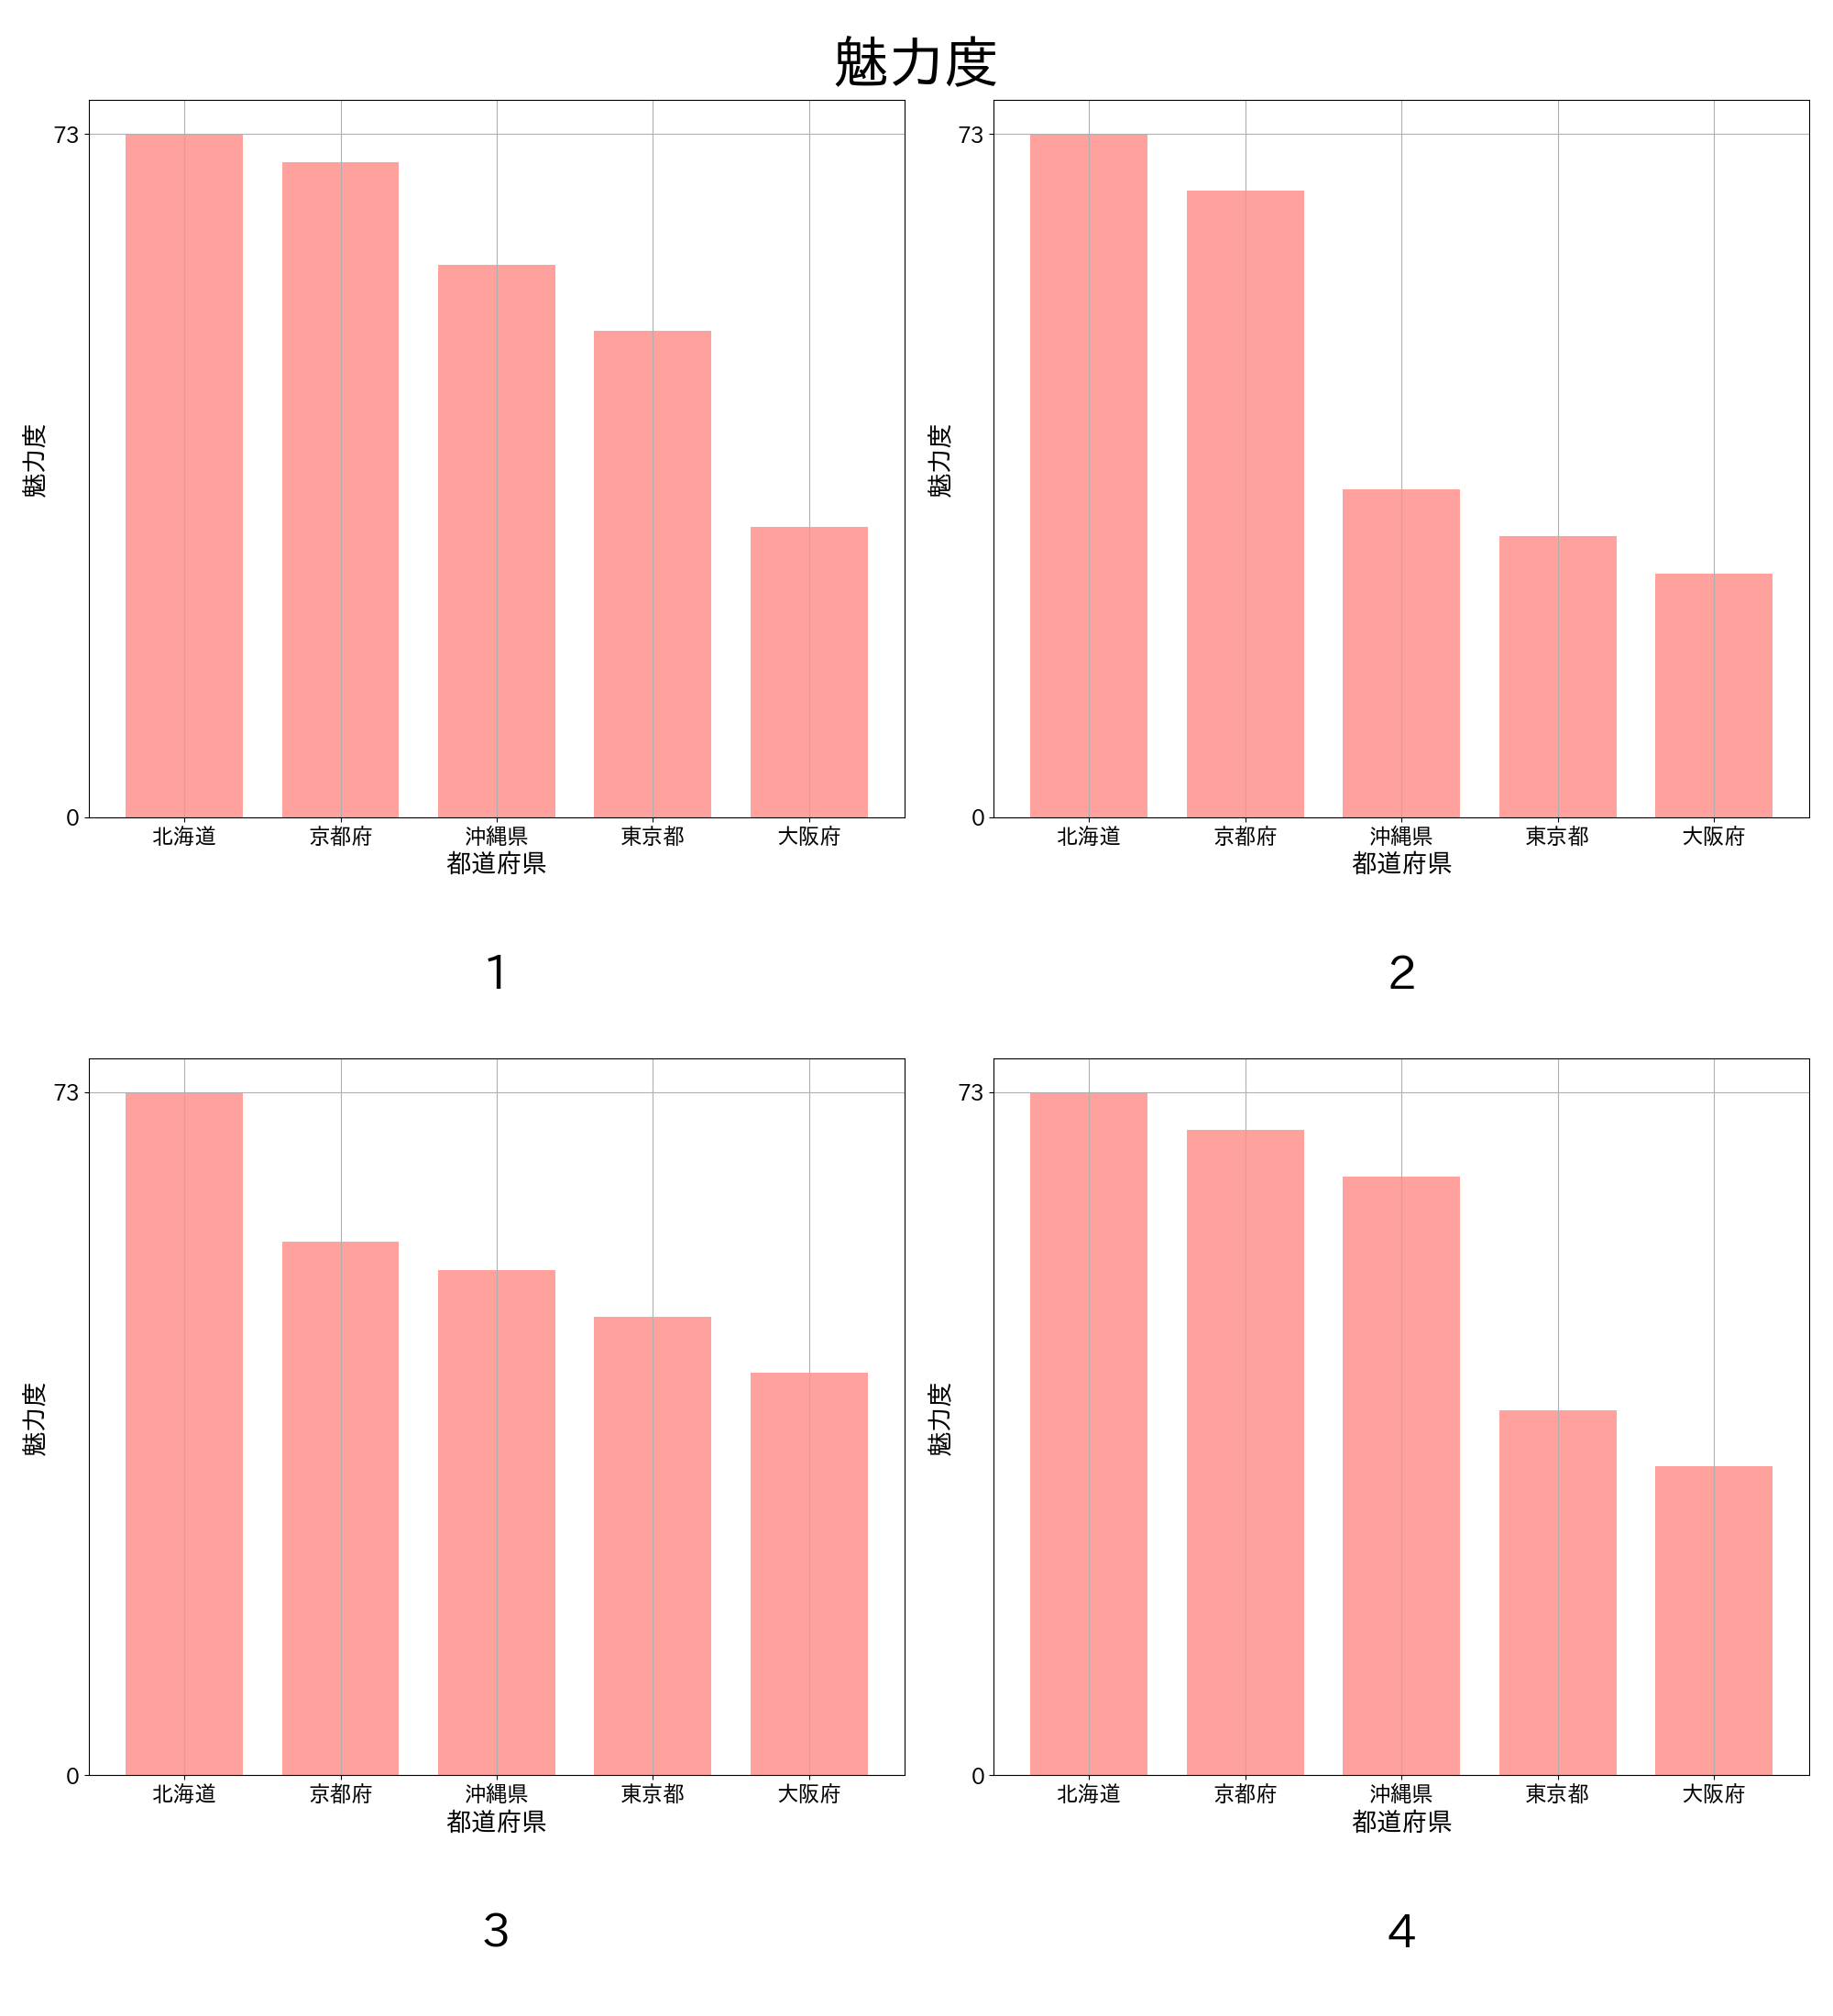 魅力度
73
0
魅力度
北海道 京都府 沖縄県 東京都 大阪府
都道府県
1
73
0
魅力度
北海道 京都府 沖縄県 東京都 大阪府
都道府県
2
73
0
魅力度
北海道 京都府 沖縄県 東京都 大阪府
都道府県
3
73
0
魅力度
北海道 京都府 沖縄県 東京都 大阪府
都道府県
4